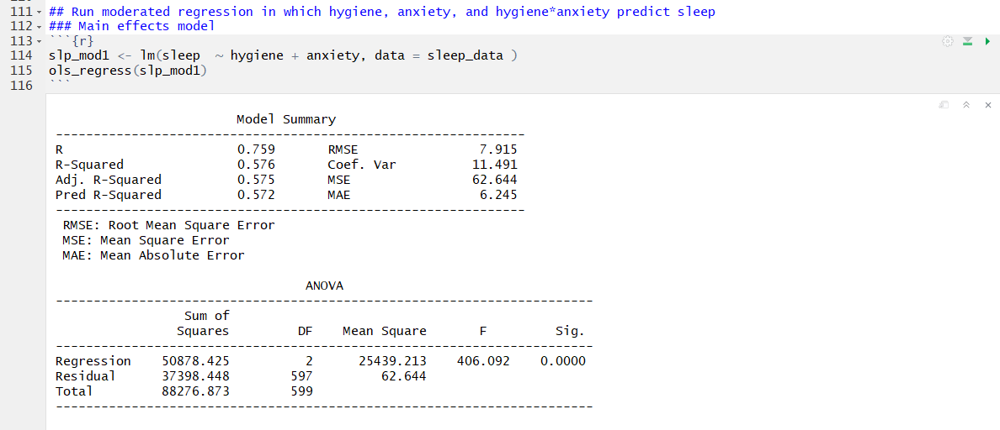 111 ## Run moderated regression in which hygiene, anxiety, and hygiene*anxiety predict sleep
112 ### Main effects model
113 ```{r}
114 slp_mod1 <- lm(sleep ~ hygiene + anxiety, data = sleep_data )
115 ols_regress(slp_mod1)
116 ```
Model Summary
---------------------------------------------------------------
R 0.759 RMSE 7.915
R-Squared 0.576 Coef. Var 11.491
Adj. R-Squared 0.575 MSE 62.644
Pred R-Squared 0.572 MAE 6.245
---------------------------------------------------------------
RMSE: Root Mean Square Error
MSE: Mean Square Error
MAE: Mean Absolute Error
ANOVA
------------------------------------------------------------------------
Sum of
Squares DF Mean Square F Sig.
------------------------------------------------------------------------
Regression 50878.425 2 25439.213 406.092 0.0000
Residual 37398.448 597 62.644
Total 88276.873 599
------------------------------------------------------------------------